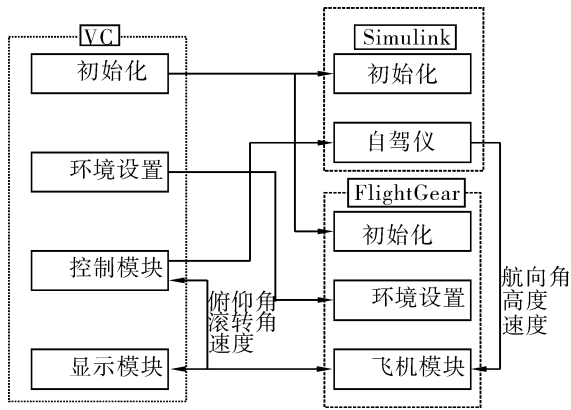 VC
初始化
环境设置
控制模块
显示模块
俯仰角
滚转角
速度
Simulink
初始化
自驾仪
FlightGear
初始化
环境设置
飞机模块
航向角
高度
速度